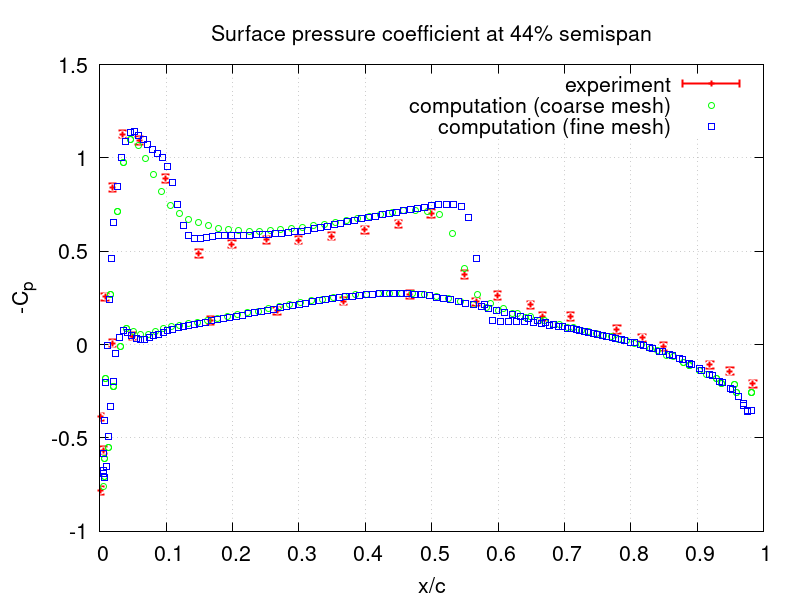 Surface pressure coefficient at 44% semispan
1.5
experiment
computation (coarse mesh)
computation (fine mesh)
1
0.5
-Cp
0
-0.5
-1
0 0.1 0.2 0.3 0.4 0.5 0.6 0.7 0.8 0.9 1
x/c